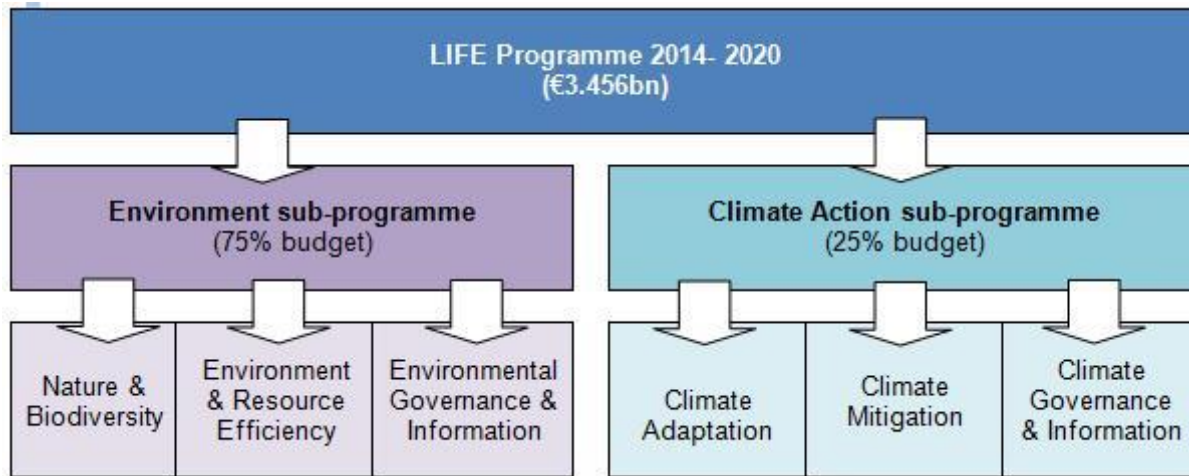 LIFE Programme 2014- 2020
(€3.456bn)
Environment sub-programme
(75% budget)
Climate Action sub-programme
(25% budget)
Nature &
Biodiversity
Environment
& Resource
Efficiency
Environmental
Governance &
Information
Climate
Adaptation
Climate
Mitigation
Climate
Governance
& Information